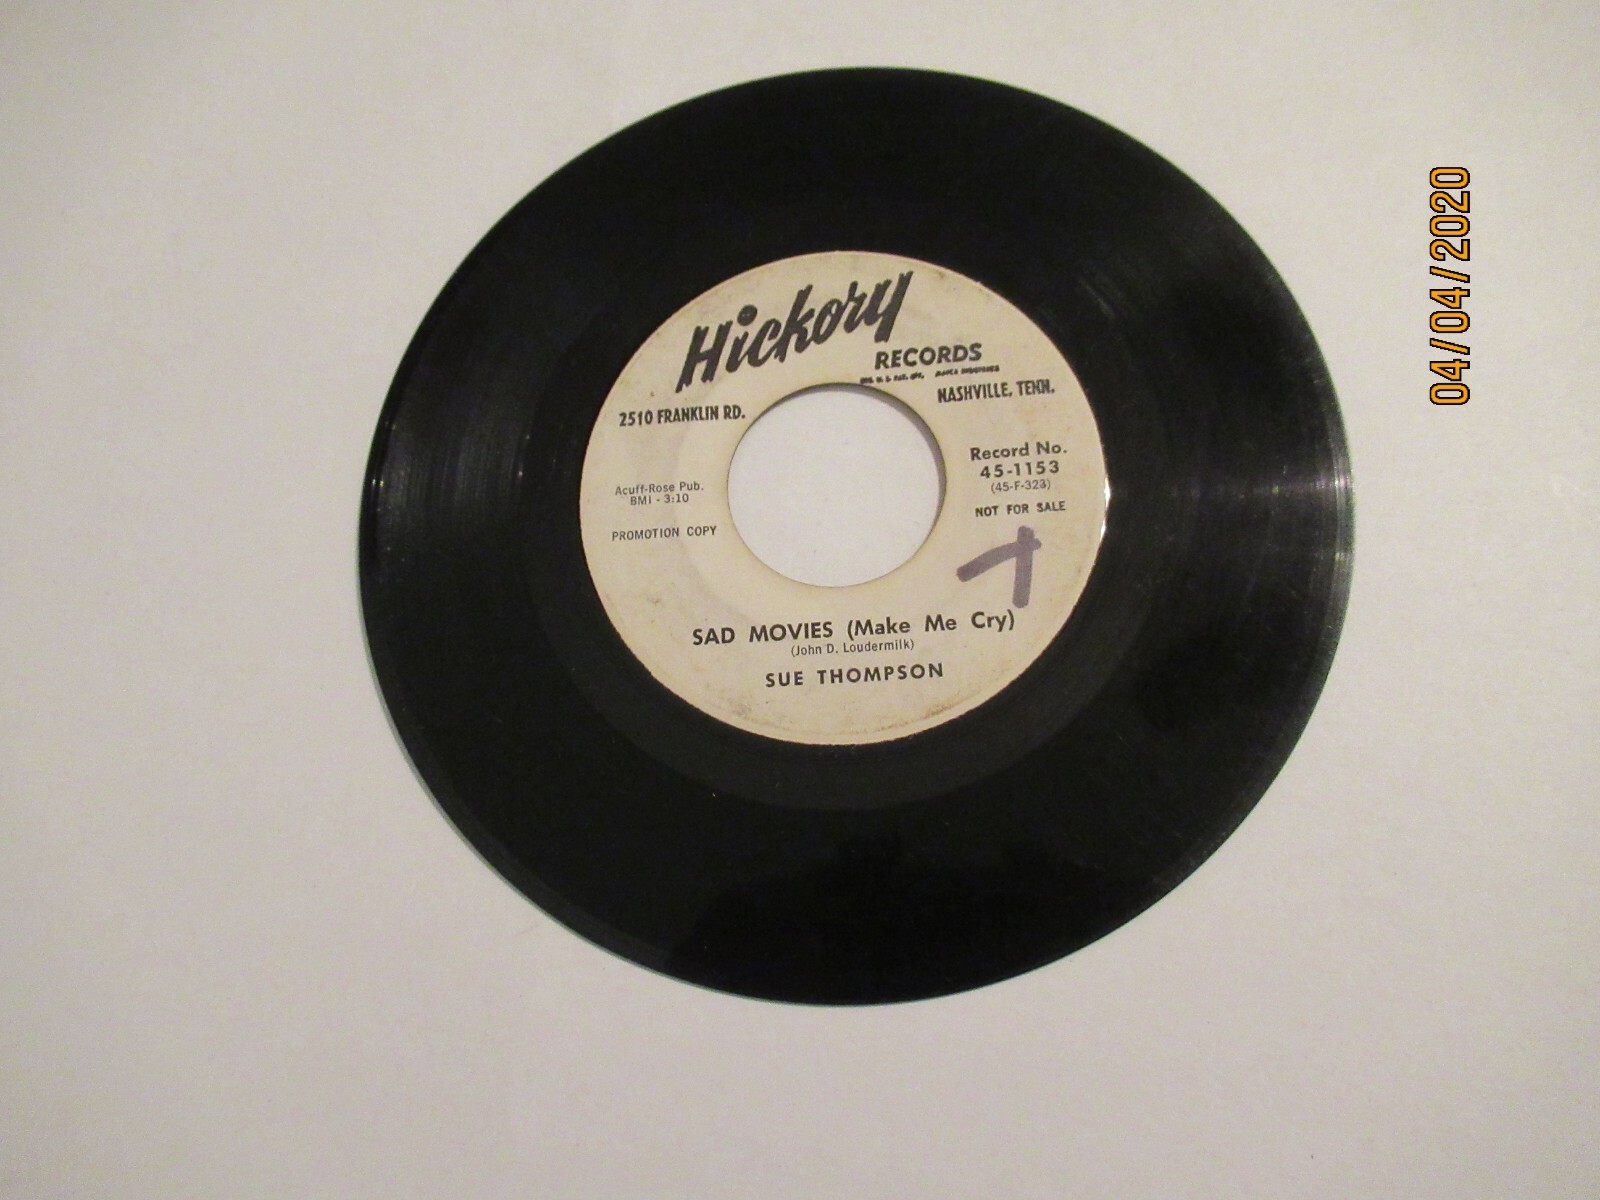 Hickory
RECORDS
2510 FRANKLIN RD.
NASHVILLE, TENN.
Record No.
45-1153
(45-F-323)
NOT FOR SALE
Acuff-Rose Pub.
BMI - 3:10
PROMOTION COPY
SAD MOVIES (Make Me Cry)
(John D. Loudermilk)
SUE THOMPSON
04/04/2020